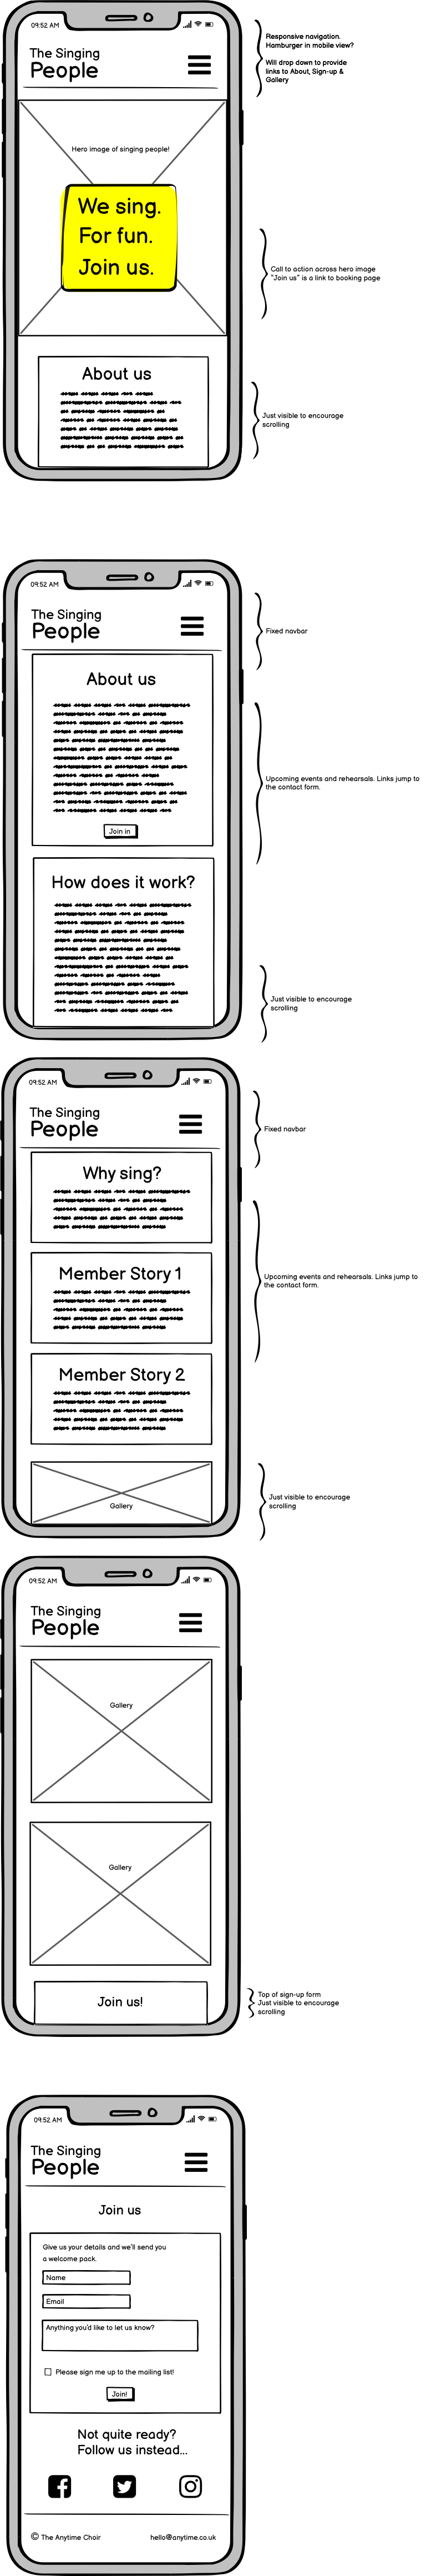 09:52 AM
The Singing
People
Responsive navigation.
Hamburger in mobile view?
Will drop down to provide
links to About, Sign-up &
Gallery
Hero image of singing people!
We sing.
For fun.
Join us.
Call to action across hero image
"Join us" is a link to booking page
About us
Just visible to encourage
scrolling
09:52 AM
The Singing
People
Fixed navbar
About us
Upcoming events and rehearsals. Links jump to
the contact form.
Join in
How does it work?
Just visible to encourage
scrolling
09:52 AM
The Singing
People
Fixed navbar
Why sing?
Upcoming events and rehearsals. Links jump to
the contact form.
Member Story 1
Member Story 2
Gallery
Just visible to encourage
scrolling
09:52 AM
The Singing
People
Gallery
Gallery
Join us!
Top of sign-up form
Just visible to encourage
scrolling
09:52 AM
The Singing
People
Join us
Give us your details and we'll send you
a welcome pack.
Name
Email
Anything you'd like to let us know?
Please sign me up to the mailing list!
Join!
Not quite ready?
Follow us instead...
© The Anytime Choir
hello@anytime.co.uk